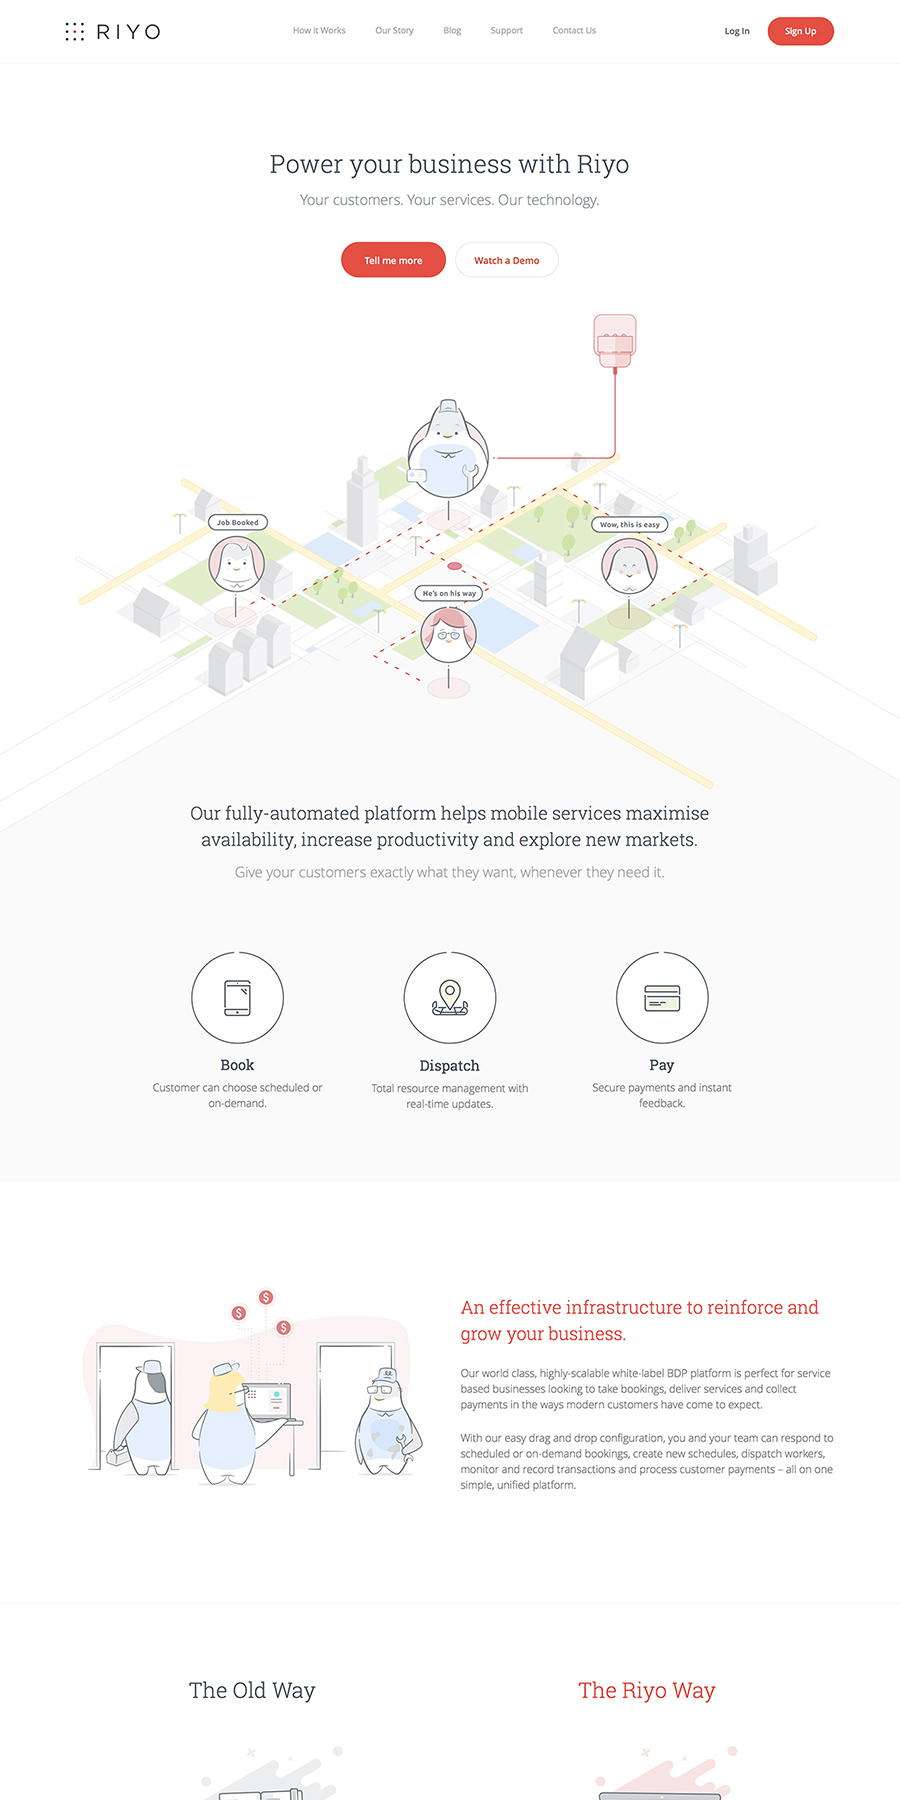 RIYO
How it Works
Our Story
Blog
Support
Contact Us
Log In
Sign Up
Power your business with Riyo
Your customers. Your services. Our technology.
Tell me more
Watch a Demo
Job Booked
Wow, this is easy
He's on his way
Our fully-automated platform helps mobile services maximise
availability, increase productivity and explore new markets.
Give your customers exactly what they want, whenever they need it.
Book
Customer can choose scheduled or
on-demand.
Dispatch
Total resource management with
real-time updates.
Pay
Secure payments and instant
feedback.
$
$
$
An effective infrastructure to reinforce and
grow your business.
Our world class, highly-scalable white-label BDP platform is perfect for service
based businesses looking to take bookings, deliver services and collect
payments in the ways modern customers have come to expect.
With our easy drag and drop configuration, you and your team can respond to
scheduled or on-demand bookings, create new schedules, dispatch workers,
monitor and record transactions and process customer payments – all on one
simple, unified platform.
The Old Way
The Riyo Way